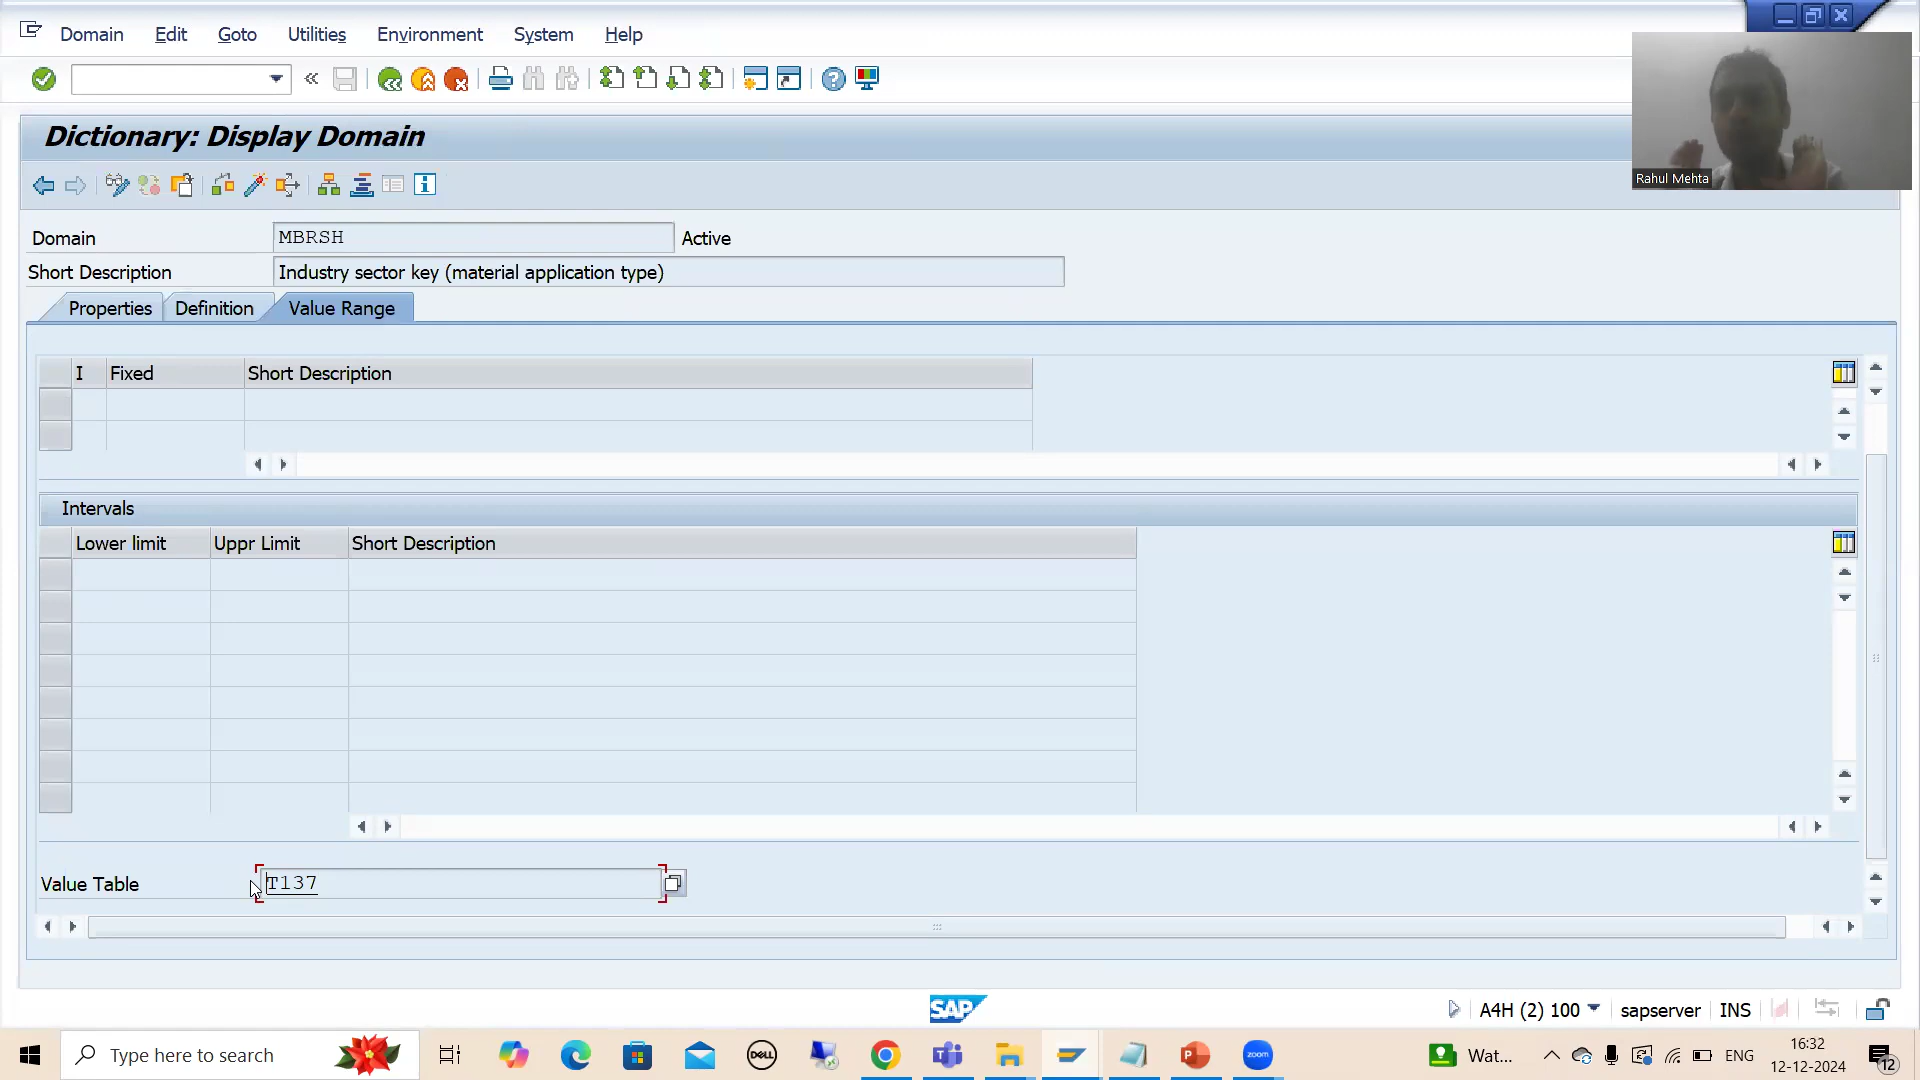 Domain Edit Goto Utilities Environment System Help
Dictionary: Display Domain
Rahul Mehta
Domain MBRSH Active
Short Description Industry sector key (material application type)
Properties Definition Value Range
I Fixed Short Description
Intervals
Lower limit Uppr Limit Short Description
Value Table T137
SAP A4H (2) 100 sapserver INS
Type here to search DELL zoom Wat... ENG 16:32
12-12-2024 12